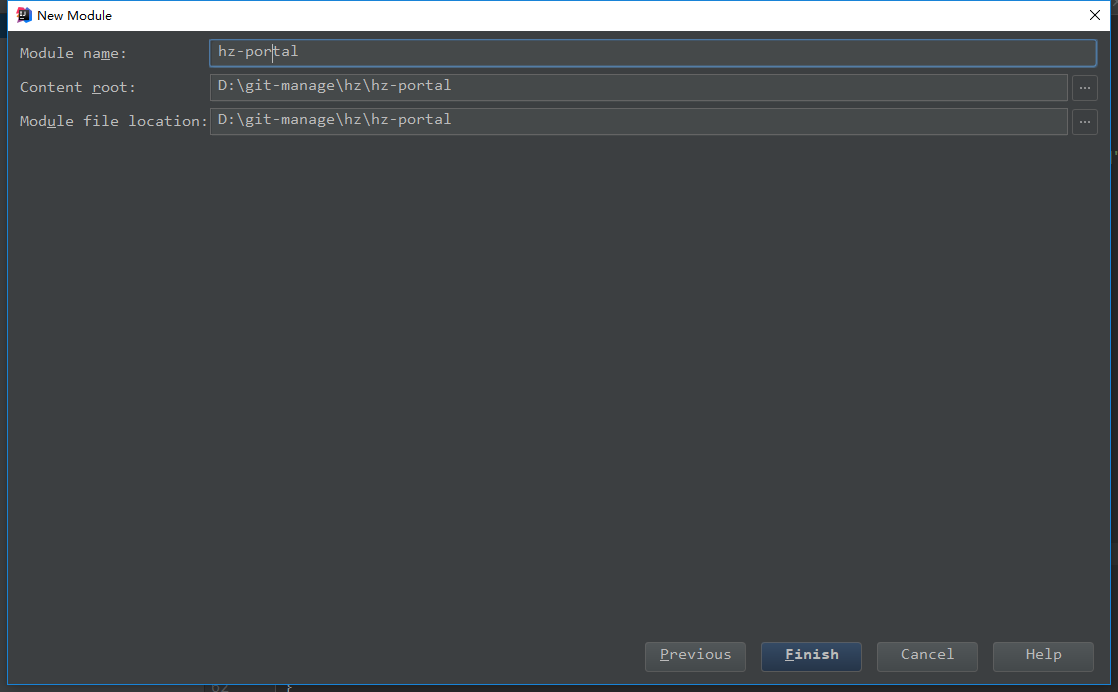 New Module
Module name: hz-portal
Content root: D:\git-manage\hz\hz-portal ...
Module file location: D:\git-manage\hz\hz-portal ...
Previous Finish Cancel Help
62 }